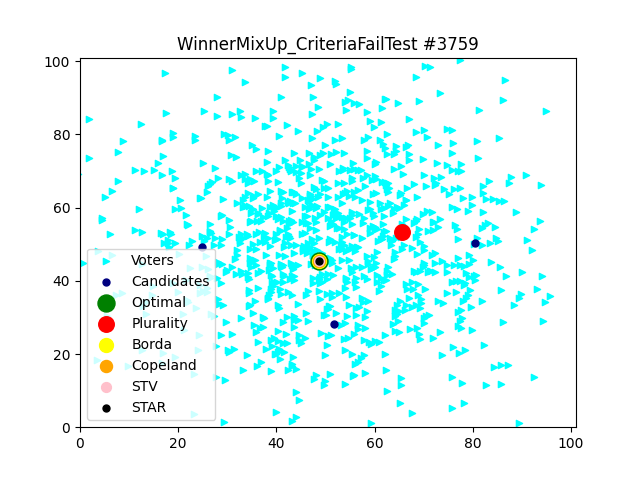 WinnerMixUp_CriteriaFailTest #3759
100
80
60
40
20
0
0 20 40 60 80 100
Voters
Candidates
Optimal
Plurality
Borda
Copeland
STV
STAR